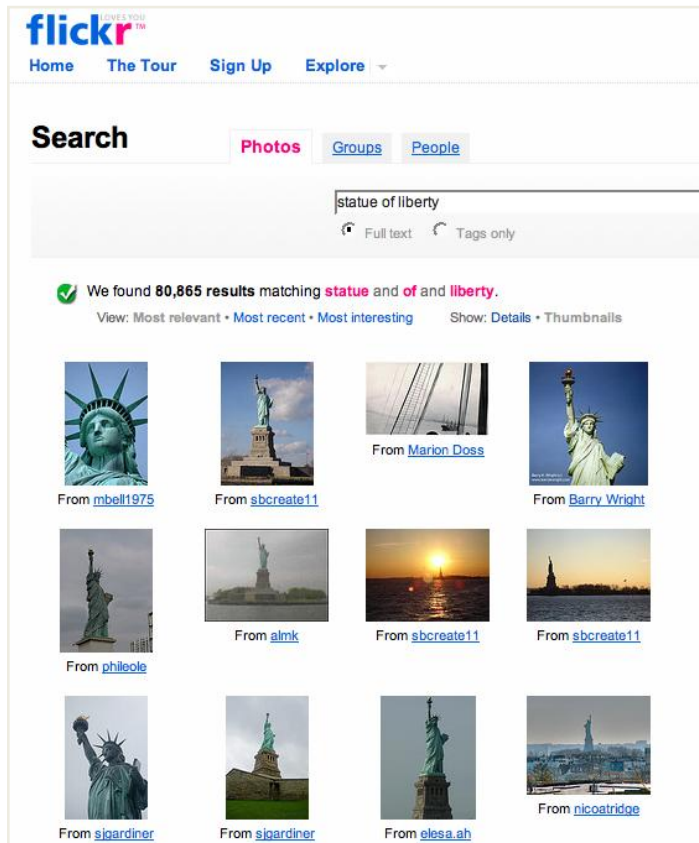 LOVES YOU
flickr™
Home The Tour Sign Up Explore
Search Photos Groups People
statue of liberty
Full text Tags only
We found 80,865 results matching statue and of and liberty.
View: Most relevant • Most recent • Most interesting Show: Details • Thumbnails
From mbell1975 From sbcreate11 From Marion Doss From Barry Wright
From phileole From almk From sbcreate11 From sbcreate11
From sjgardiner From sjgardiner From elesa.ah From nicoatridge